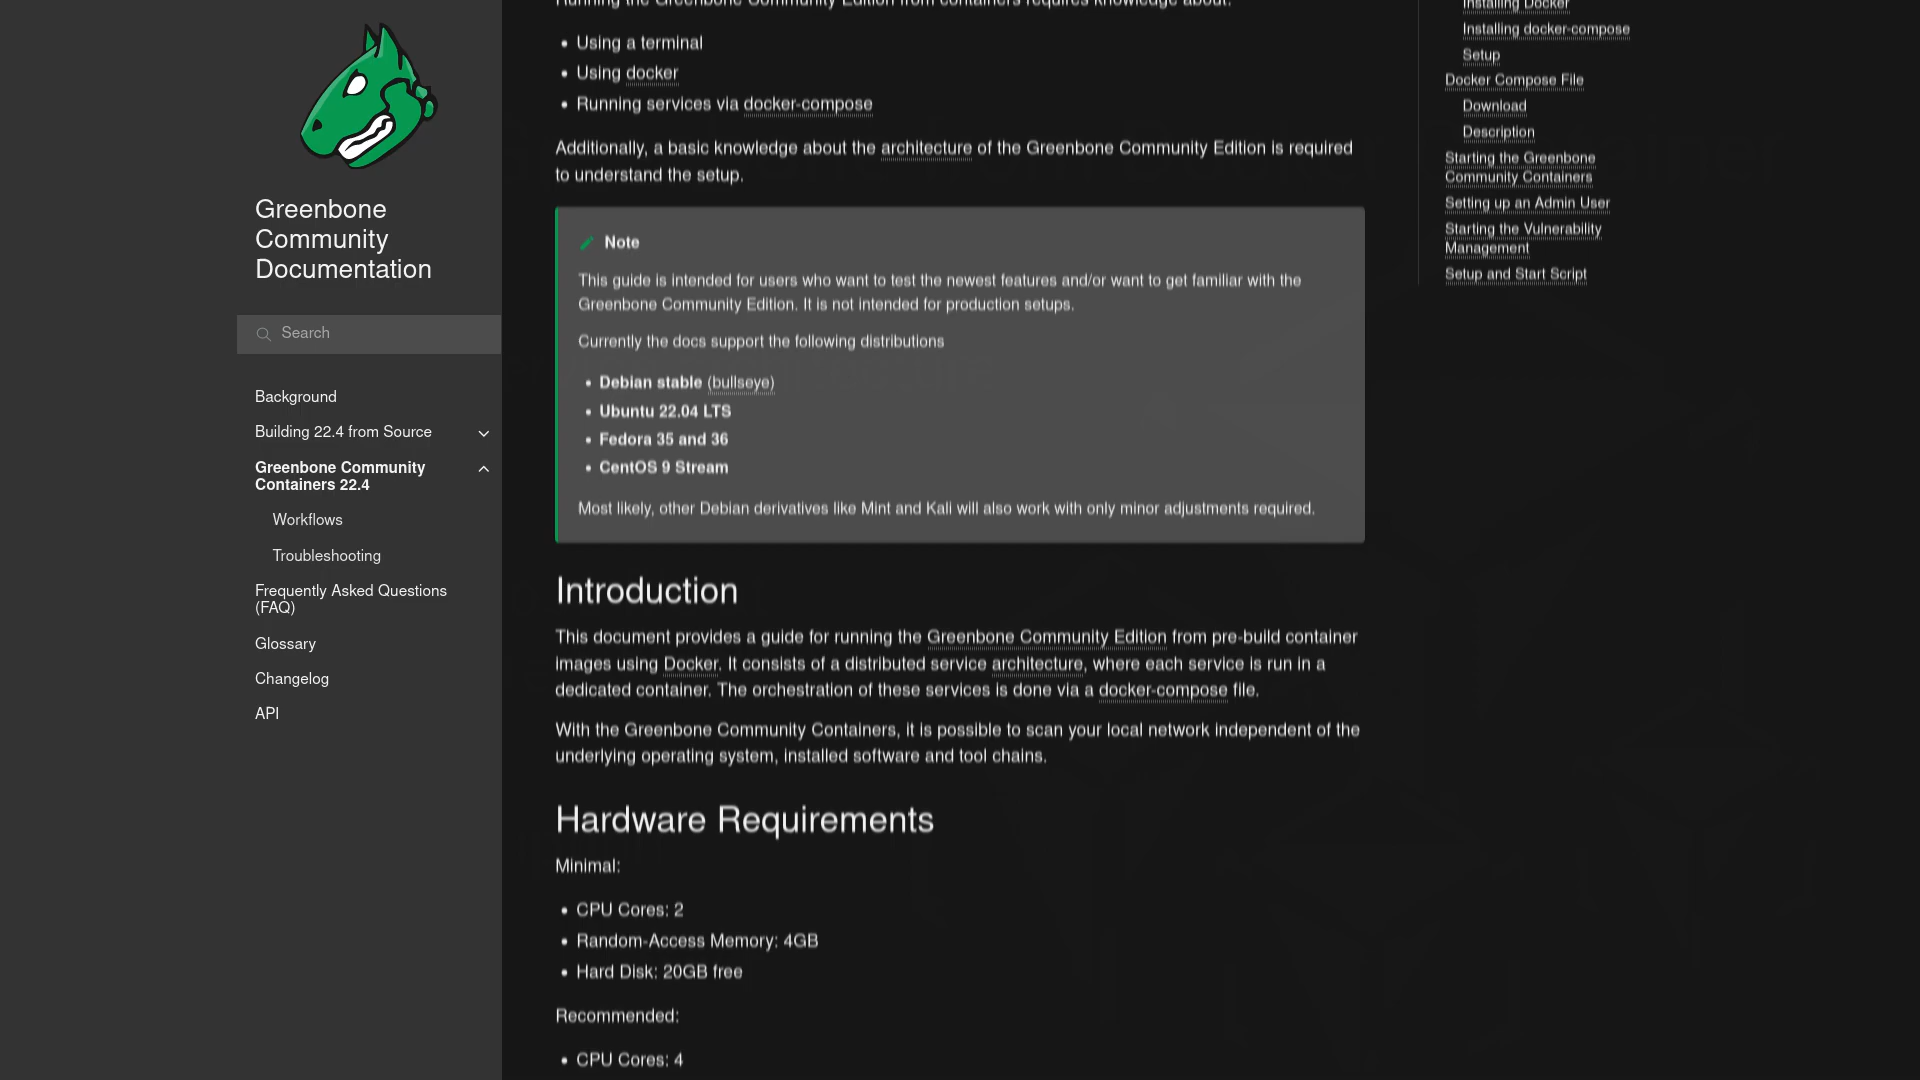 Greenbone
Community
Documentation
Search
Background
Building 22.4 from Source
Greenbone Community
Containers 22.4
Workflows
Troubleshooting
Frequently Asked Questions
(FAQ)
Glossary
Changelog
API
Running the Greenbone Community Edition from containers requires knowledge about:
Using a terminal
Using docker
Running services via docker-compose
Additionally, a basic knowledge about the architecture of the Greenbone Community Edition is required
to understand the setup.
Note
This guide is intended for users who want to test the newest features and/or want to get familiar with the
Greenbone Community Edition. It is not intended for production setups.
Currently the docs support the following distributions
Debian stable (bullseye)
Ubuntu 22.04 LTS
Fedora 35 and 36
CentOS 9 Stream
Most likely, other Debian derivatives like Mint and Kali will also work with only minor adjustments required.
Introduction
This document provides a guide for running the Greenbone Community Edition from pre-build container
images using Docker. It consists of a distributed service architecture, where each service is run in a
dedicated container. The orchestration of these services is done via a docker-compose file.
With the Greenbone Community Containers, it is possible to scan your local network independent of the
underlying operating system, installed software and tool chains.
Hardware Requirements
Minimal:
CPU Cores: 2
Random-Access Memory: 4GB
Hard Disk: 20GB free
Recommended:
CPU Cores: 4
Installing Docker
Installing docker-compose
Setup
Docker Compose File
Download
Description
Starting the Greenbone
Community Containers
Setting up an Admin User
Starting the Vulnerability
Management
Setup and Start Script